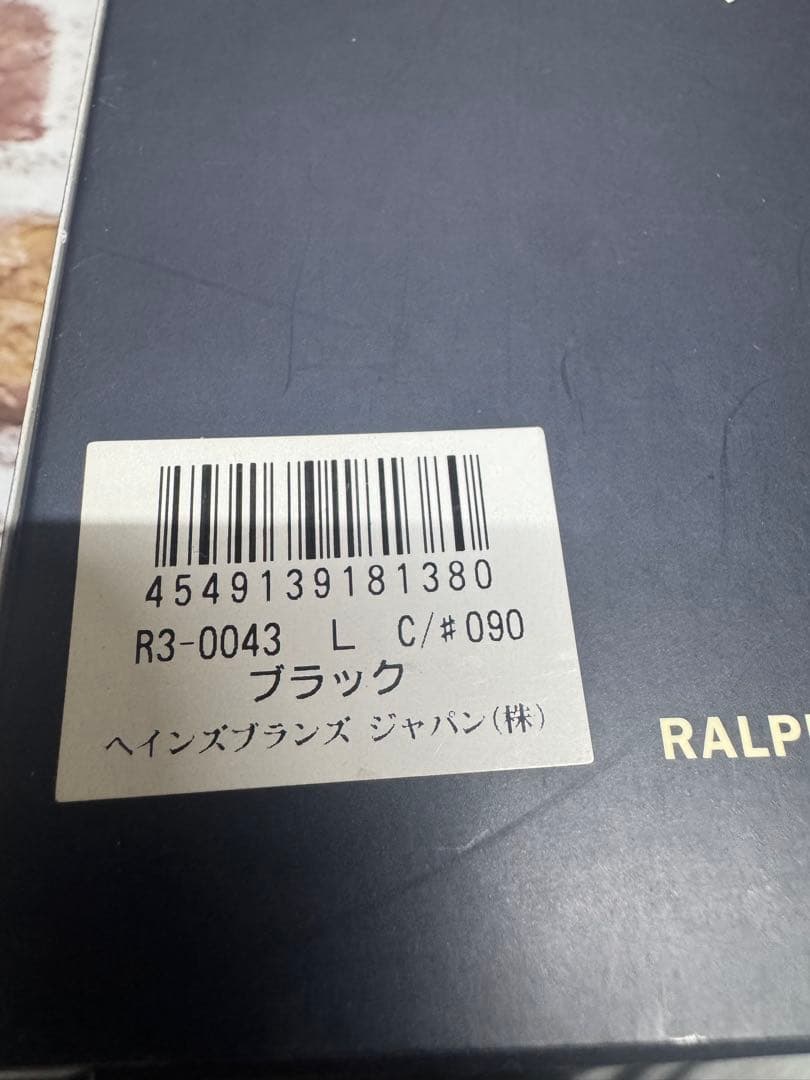 4549139181380
R3-0043 L C/#090
ブラック
ヘインズブランズ ジャパン(株)
RALPH